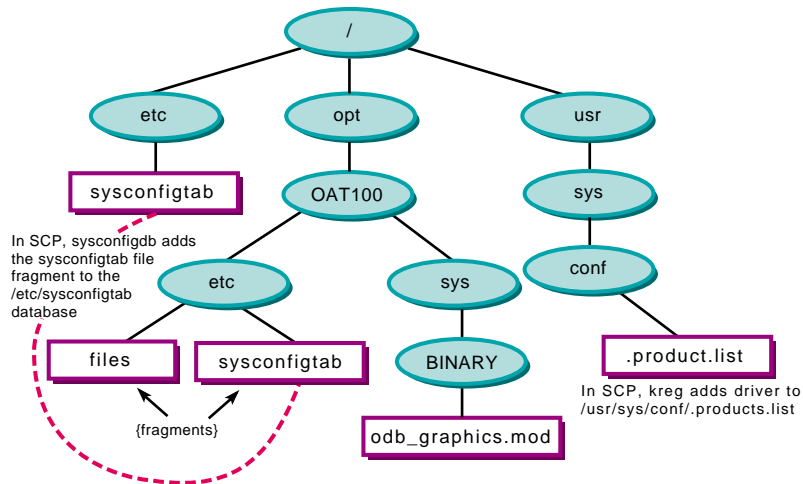 /
etc
opt
usr
sysconfigtab
OAT100
sys
In SCP, sysconfigdb adds
the sysconfigtab file
fragment to the
/etc/sysconfigtab
database
etc
sys
conf
files
sysconfigtab
BINARY
.product.list
{fragments}
odb_graphics.mod
In SCP, kreg adds driver to
/usr/sys/conf/.products.list